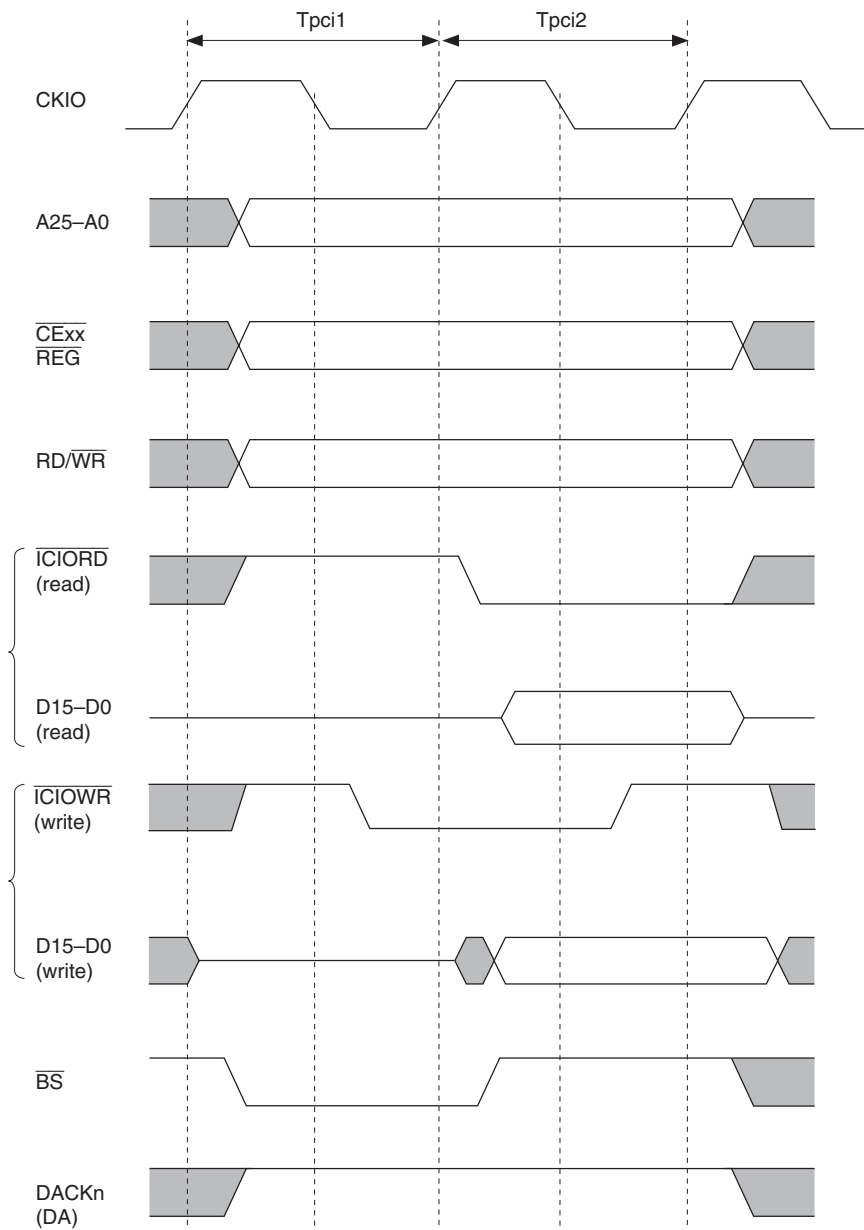 Tpci1 Tpci2
CKIO
A25–A0
CExx
REG
RD/WR
ICIORD
(read)
D15–D0
(read)
ICIOWR
(write)
D15–D0
(write)
BS
DACKn
(DA)